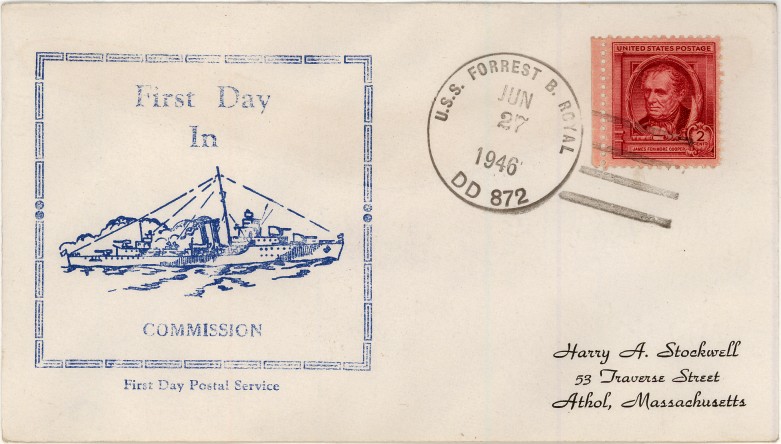 First Day
In
COMMISSION
First Day Postal Service
U.S.S. FORREST B. ROYAL
JUN
27
1946
DD 872
UNITED STATES POSTAGE
2
CENTS
JAMES FENIMORE COOPER
Harry A. Stockwell
53 Traverse Street
Athol, Massachusetts